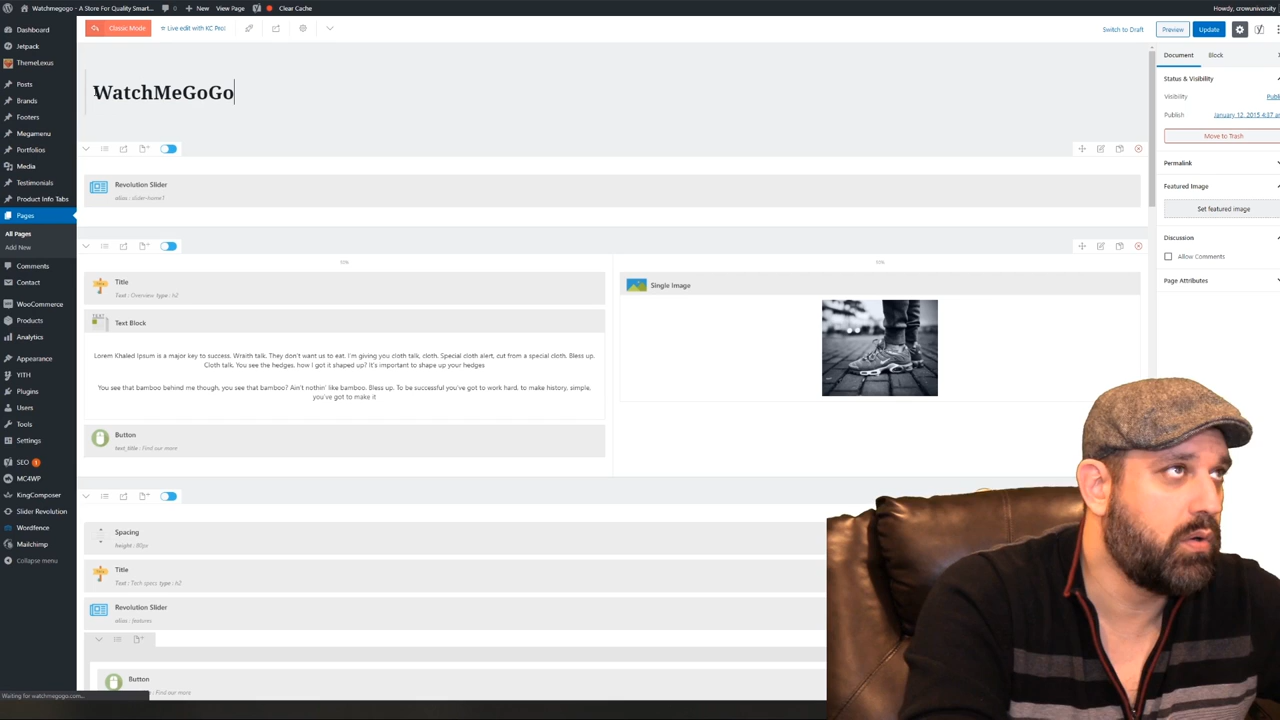 Watchmegogo - A Store For Quality Smart...
0
New
View Page
1
Clear Cache
Howdy, crowuniversity
Dashboard
Jetpack
ThemeLexus
Posts
Brands
Footers
Megamenu
Portfolios
Media
Testimonials
Product Info Tabs
Pages
All Pages
Add New
Comments
Contact
WooCommerce
Products
Analytics
Appearance
YITH
Plugins
Users
Tools
Settings
SEO 1
MC4WP
KingComposer
Slider Revolution
Wordfence
Mailchimp
Collapse menu
Waiting for watchmegogo.com...
Classic Mode
Live edit with KC Pro!
Switch to Draft
Preview
Update
WatchMeGoGo
Revolution Slider
alias : slider-home1
50%
50%
Title
Text : Overview type : h2
TEXT
Text Block
Lorem Khaled Ipsum is a major key to success. Wraith talk. They don't want us to eat. I'm giving you cloth talk, cloth. Special cloth alert, cut from a special cloth. Bless up.
Cloth talk. You see the hedges, how I got it shaped up? It's important to shape up your hedges
You see that bamboo behind me though, you see that bamboo? Ain't nothin' like bamboo. Bless up. To be successful you've got to work hard, to make history, simple,
you've got to make it
Button
text_title : Find our more
Single Image
Spacing
height : 80px
Title
Text : Tech specs type : h2
Revolution Slider
alias : features
Button
Find our more
Document
Block
Status & Visibility
Visibility
Publi
Publish
January 12, 2015 4:37 am
Move to Trash
Permalink
Featured Image
Set featured image
Discussion
Allow Comments
Page Attributes